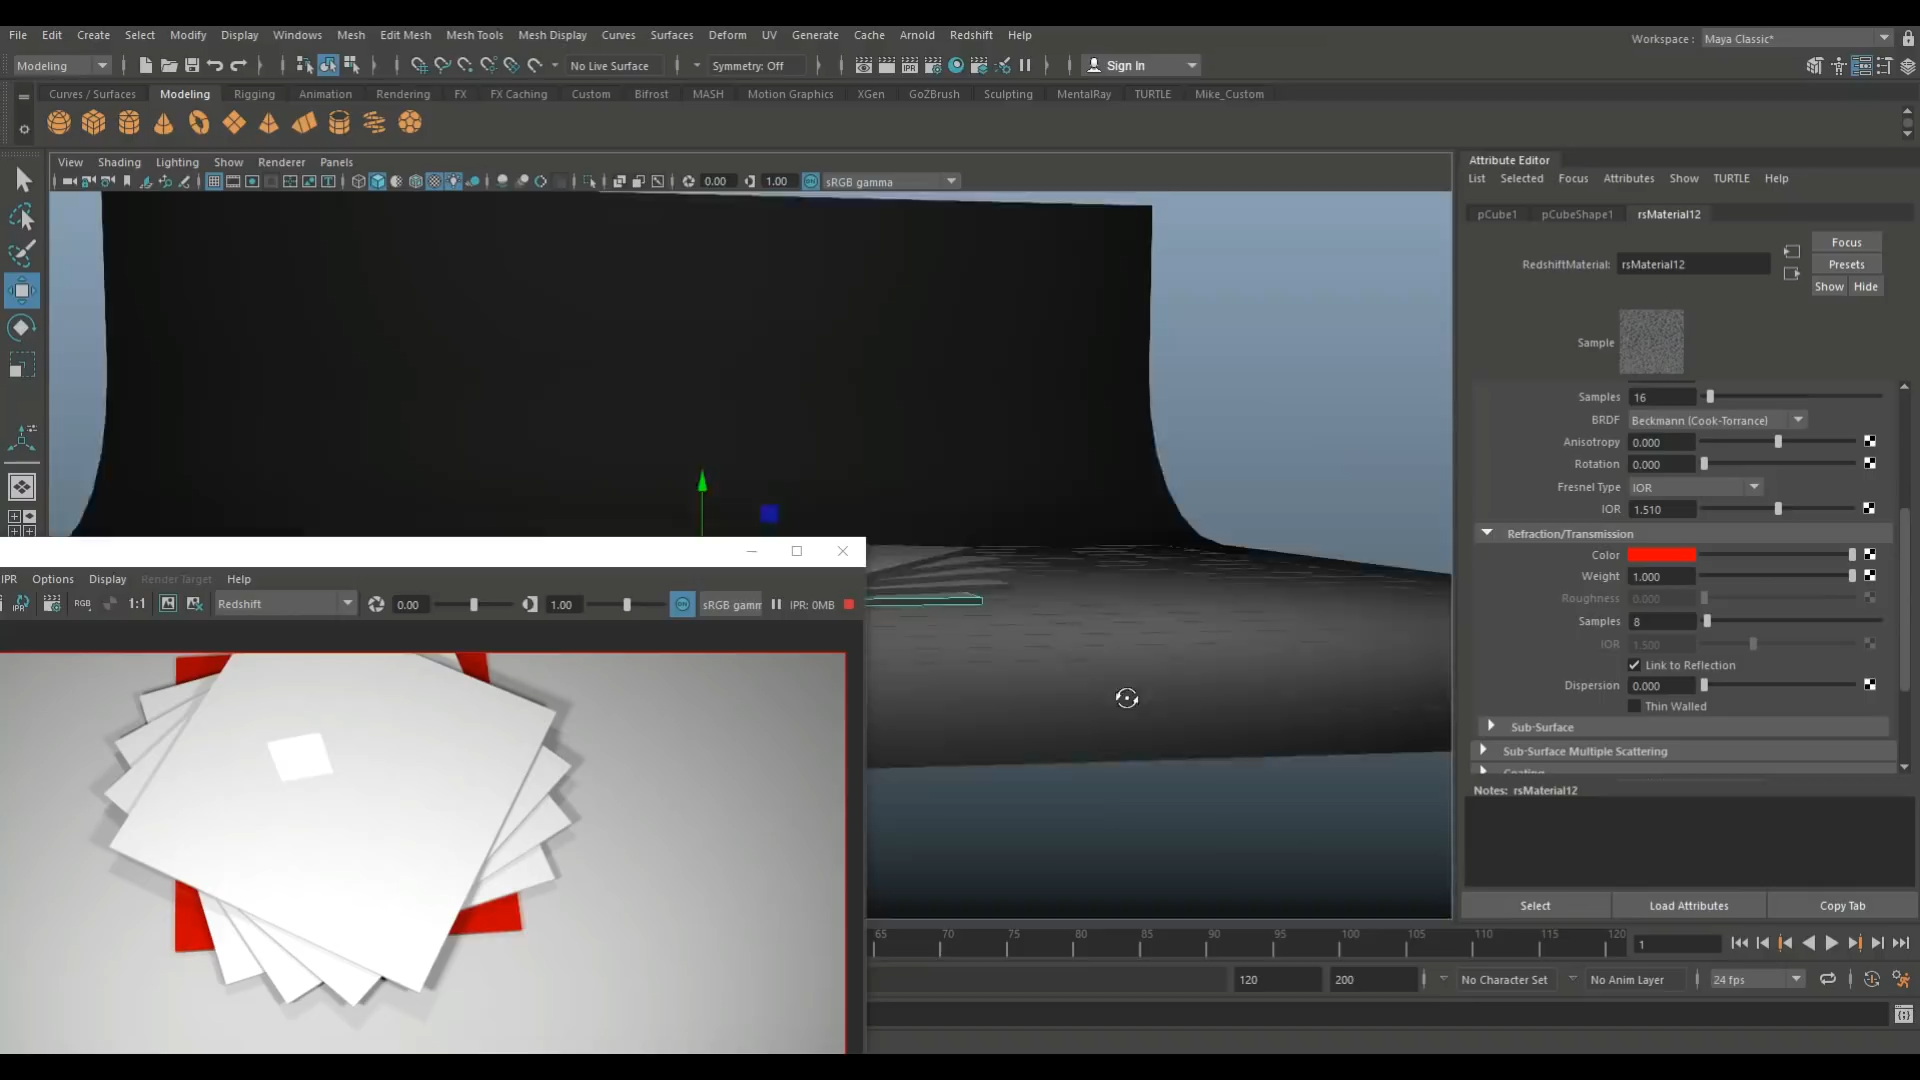 File Edit Create Select Modify Display Windows Mesh Edit Mesh Mesh Tools Mesh Display Curves Surfaces Deform UV Generate Cache Arnold Redshift Help
Workspace : Maya Classic*
Modeling No Live Surface Symmetry: Off Sign In
Curves / Surfaces Modeling Rigging Animation Rendering FX FX Caching Custom Bifrost MASH Motion Graphics XGen GoZBrush Sculpting MentalRay TURTLE Mike_Custom
View Shading Lighting Show Renderer Panels
0.00 1.00 sRGB gamma
Attribute Editor
List Selected Focus Attributes Show TURTLE Help
pCube1 pCubeShape1 rsMaterial12
Focus
RedshiftMaterial: rsMaterial12 Presets
Show Hide
Sample
Samples 16
BRDF Beckmann (Cook-Torrance)
Anisotropy 0.000
Rotation 0.000
Fresnel Type IOR
IOR 1.510
Refraction/Transmission
Color
Weight 1.000
Roughness 0.000
Samples 8
IOR 1.500
Link to Reflection
Dispersion 0.000
Thin Walled
Sub-Surface
Sub-Surface Multiple Scattering
Coating
Notes: rsMaterial12
Select Load Attributes Copy Tab
IPR Options Display Render Target Help
IPR RGB 1:1 Redshift 0.00 1.00 ON sRGB gamm IPR: 0MB
65 70 75 80 85 90 95 100 105 110 115 120 1
120 200 No Character Set No Anim Layer 24 fps